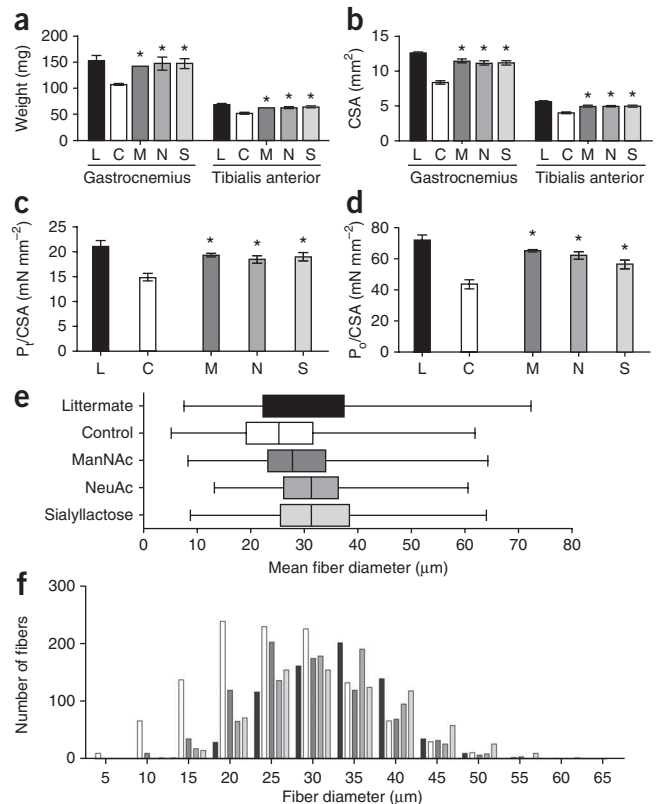 a
Weight (mg)
200
150
100
50
0
* * *
L C M N S L C M N S
* * *
Gastrocnemius Tibialis anterior
b
CSA (mm²)
15
10
5
0
* * *
* * *
L C M N S L C M N S
Gastrocnemius Tibialis anterior
c
Pt/CSA (mN mm⁻²)
25
20
15
10
5
0
* * *
L C M N S
d
Po/CSA (mN mm⁻²)
80
60
40
20
0
* * *
L C M N S
e
Littermate
Control
ManNAc
NeuAc
Sialyllactose
0 10 20 30 40 50 60 70 80
Mean fiber diameter (μm)
f
Number of fibers
300
200
100
0
5 10 15 20 25 30 35 40 45 50 55 60 65
Fiber diameter (μm)